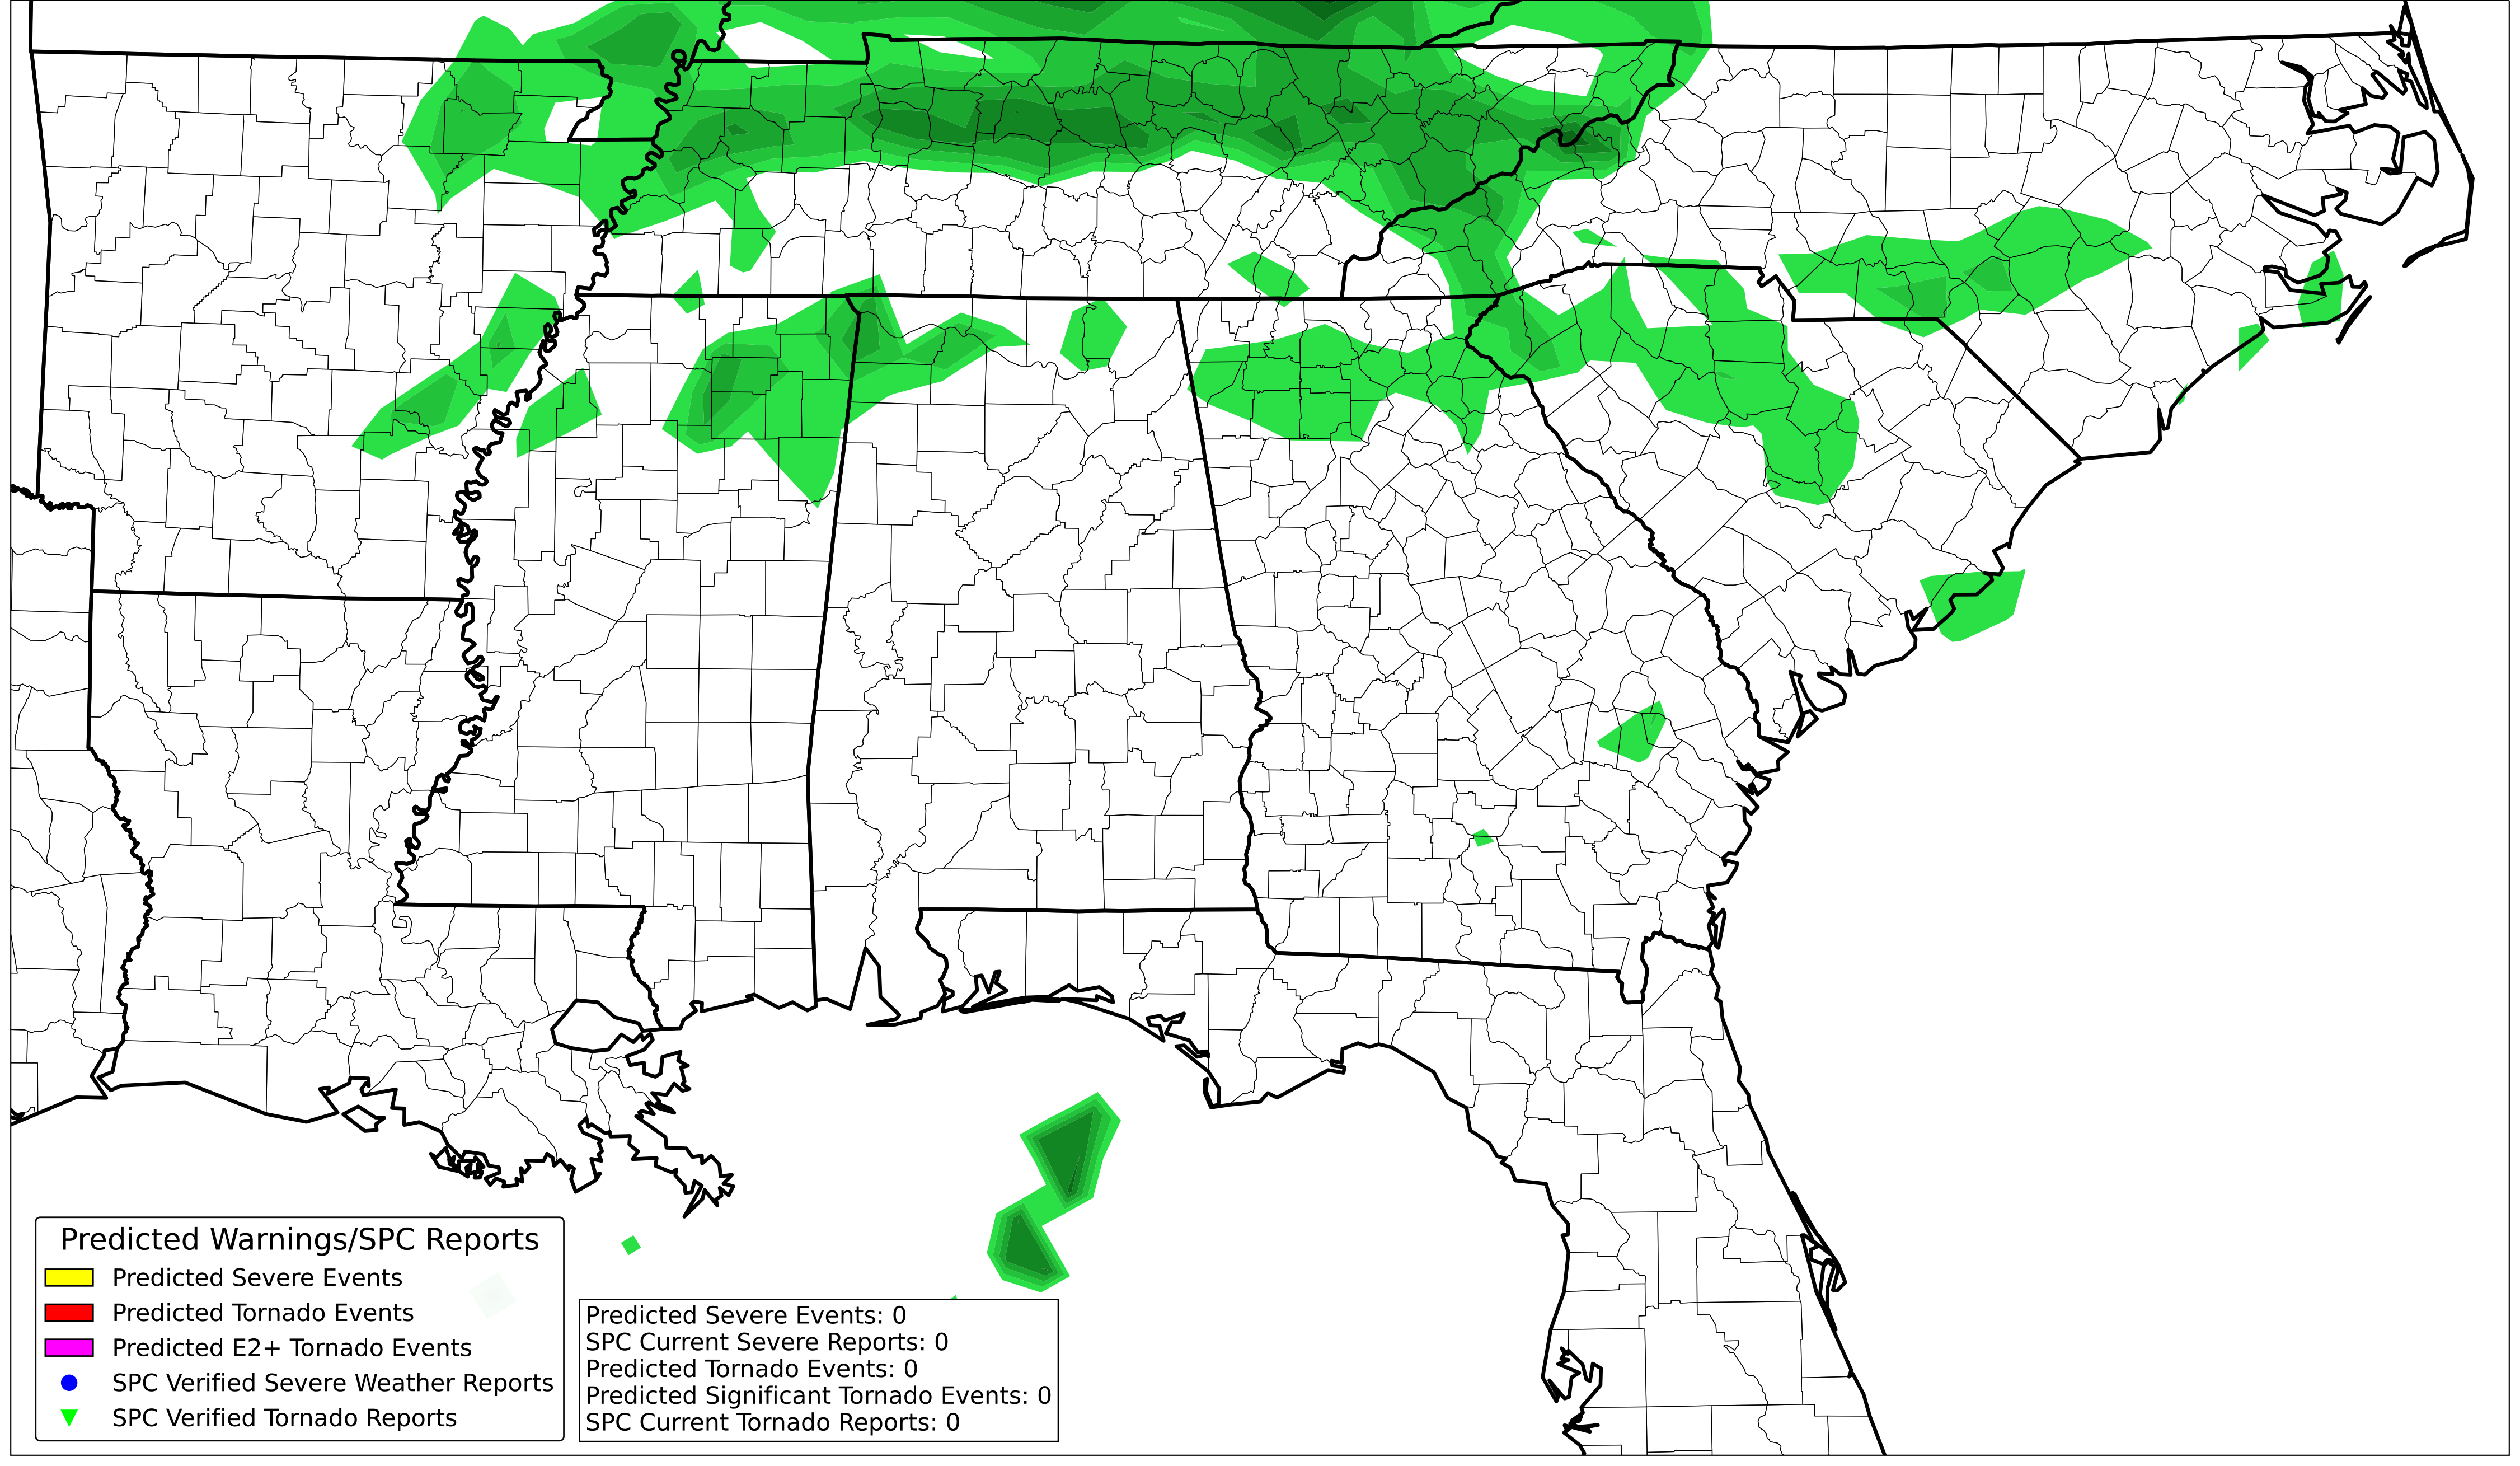 Predicted Warnings/SPC Reports
Predicted Severe Events
Predicted Tornado Events
Predicted E2+ Tornado Events
SPC Verified Severe Weather Reports
SPC Verified Tornado Reports
Predicted Severe Events: 0
SPC Current Severe Reports: 0
Predicted Tornado Events: 0
Predicted Significant Tornado Events: 0
SPC Current Tornado Reports: 0